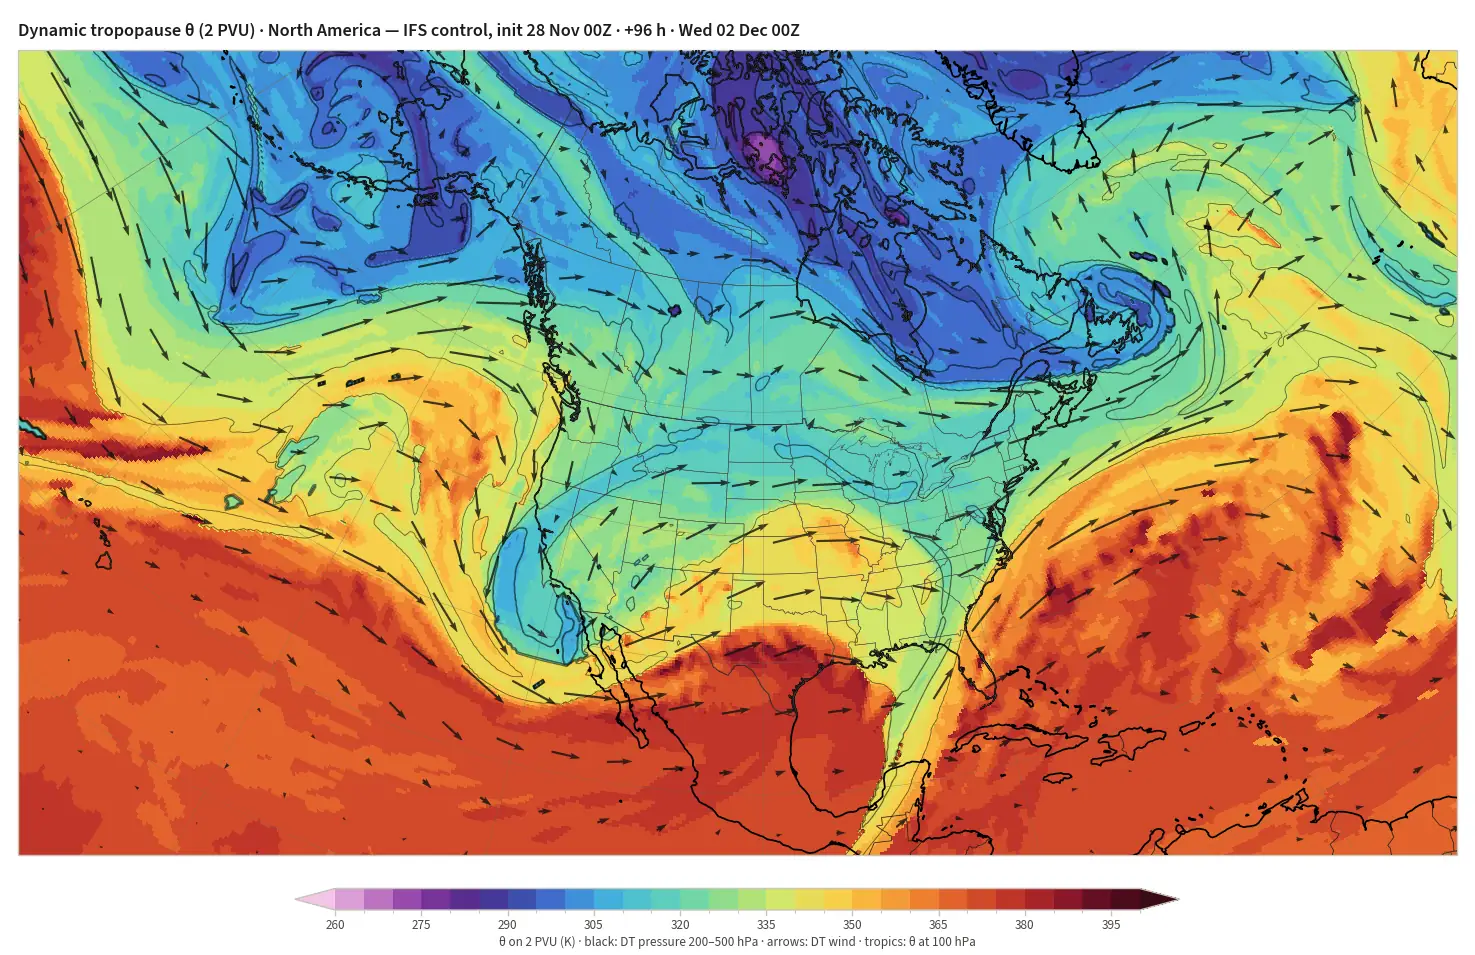 Dynamic tropopause θ (2 PVU) · North America — IFS control, init 28 Nov 00Z · +96 h · Wed 02 Dec 00Z
260 275 290 305 320 335 350 365 380 395
θ on 2 PVU (K) · black: DT pressure 200–500 hPa · arrows: DT wind · tropics: θ at 100 hPa